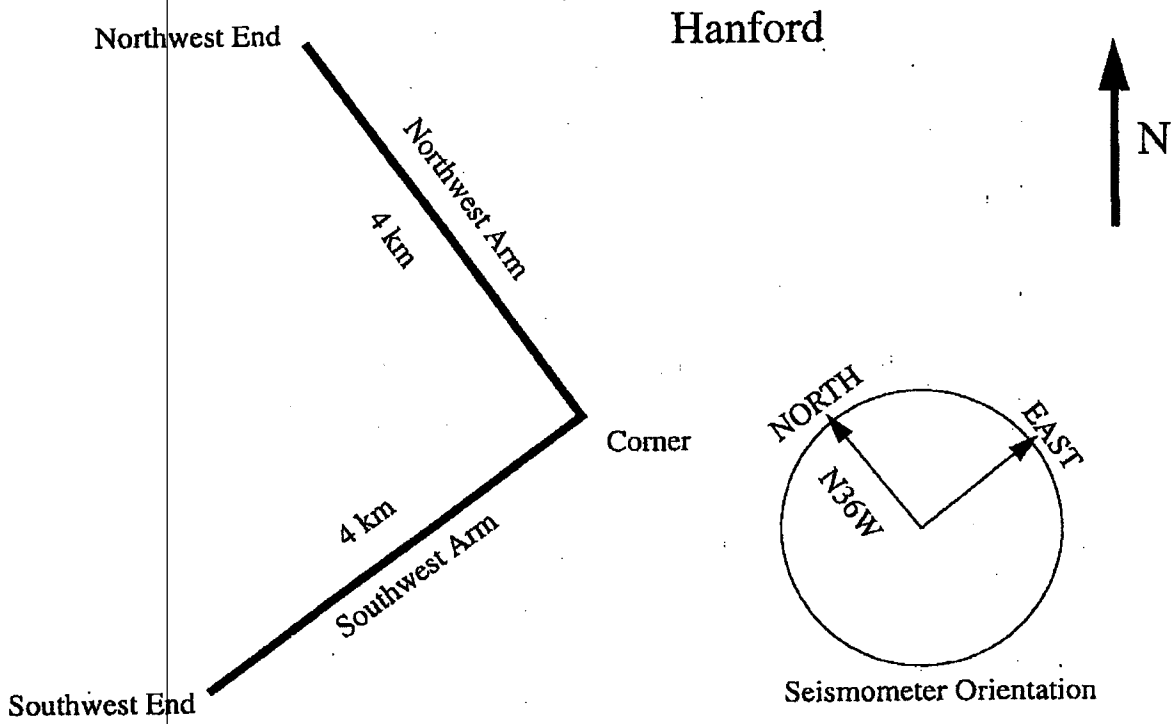 Hanford
Northwest End
N
Northwest Arm
4 km
Corner
NORTH
EAST
N36W
4 km
Southwest Arm
Southwest End
Seismometer Orientation